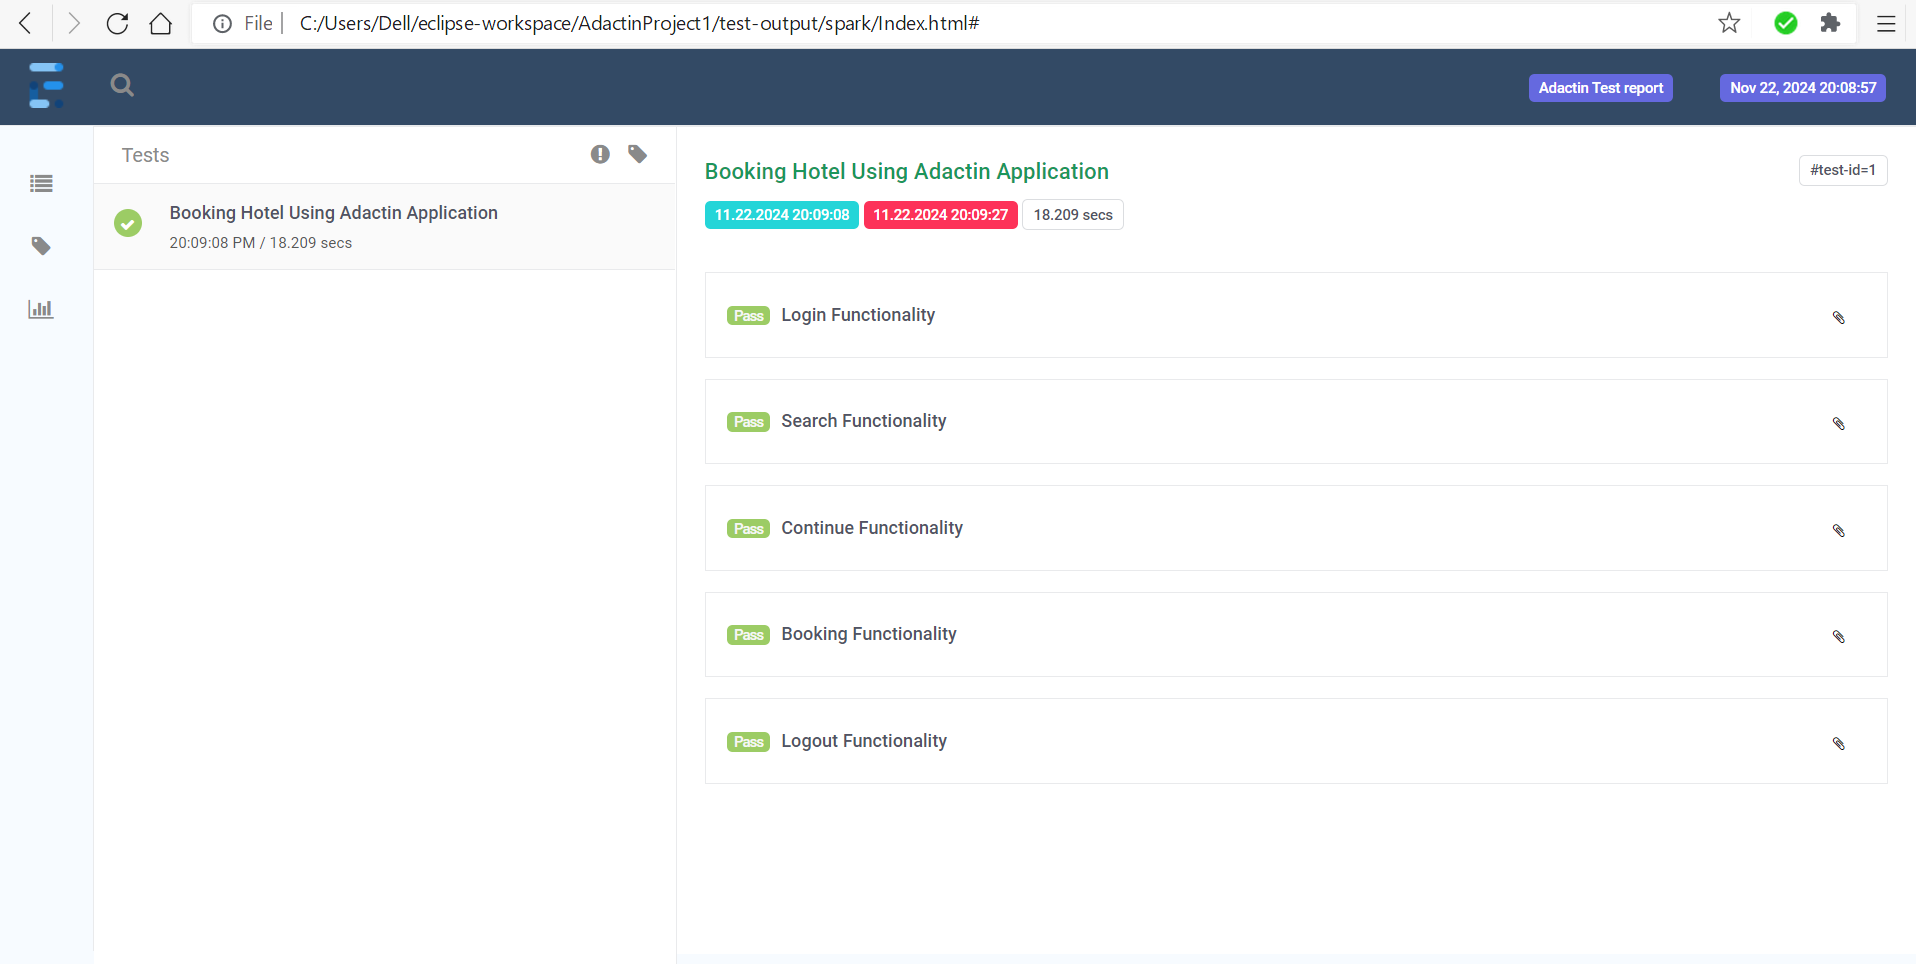 File C:/Users/Dell/eclipse-workspace/AdactinProject1/test-output/spark/Index.html#
Adactin Test report Nov 22, 2024 20:08:57
Tests
Booking Hotel Using Adactin Application
20:09:08 PM / 18.209 secs
Booking Hotel Using Adactin Application #test-id=1
11.22.2024 20:09:08 11.22.2024 20:09:27 18.209 secs
Pass Login Functionality
Pass Search Functionality
Pass Continue Functionality
Pass Booking Functionality
Pass Logout Functionality